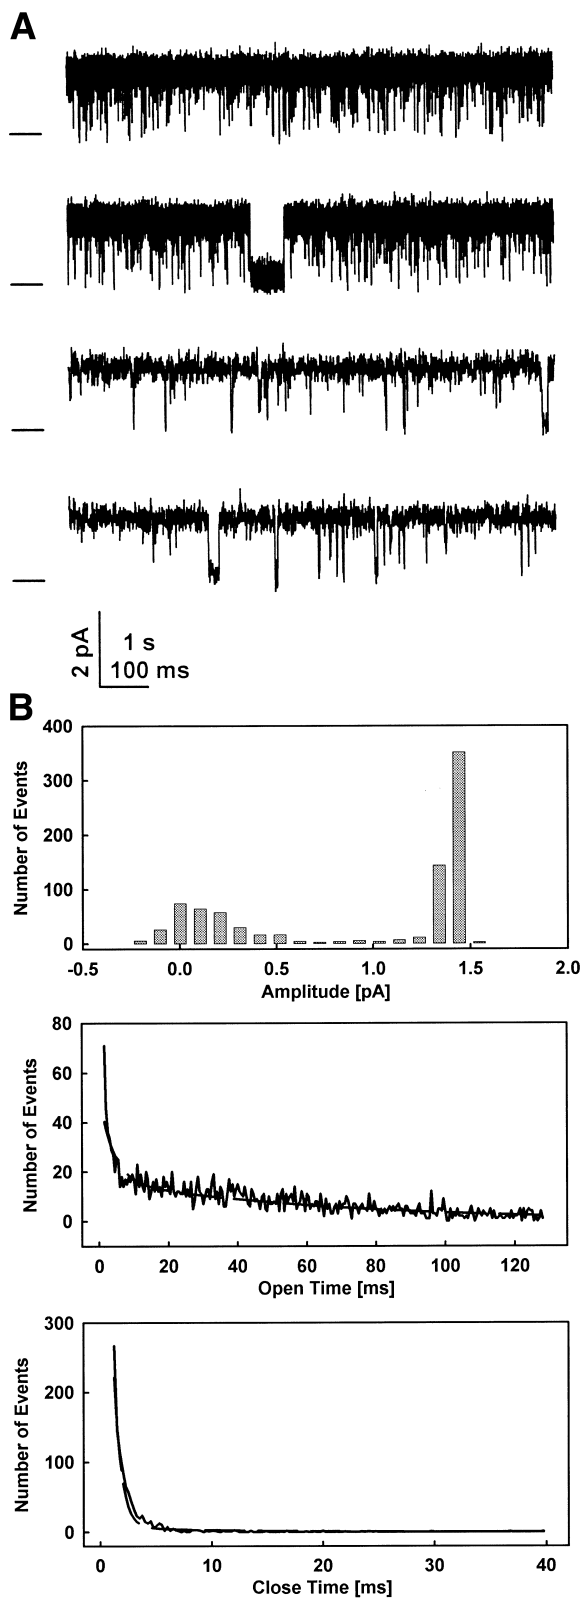 A
2 pA
1 s
100 ms
B
400
300
200
100
0
Number of Events
-0.5 0.0 0.5 1.0 1.5 2.0
Amplitude [pA]
80
60
40
20
0
Number of Events
0 20 40 60 80 100 120
Open Time [ms]
300
200
100
0
Number of Events
0 10 20 30 40
Close Time [ms]